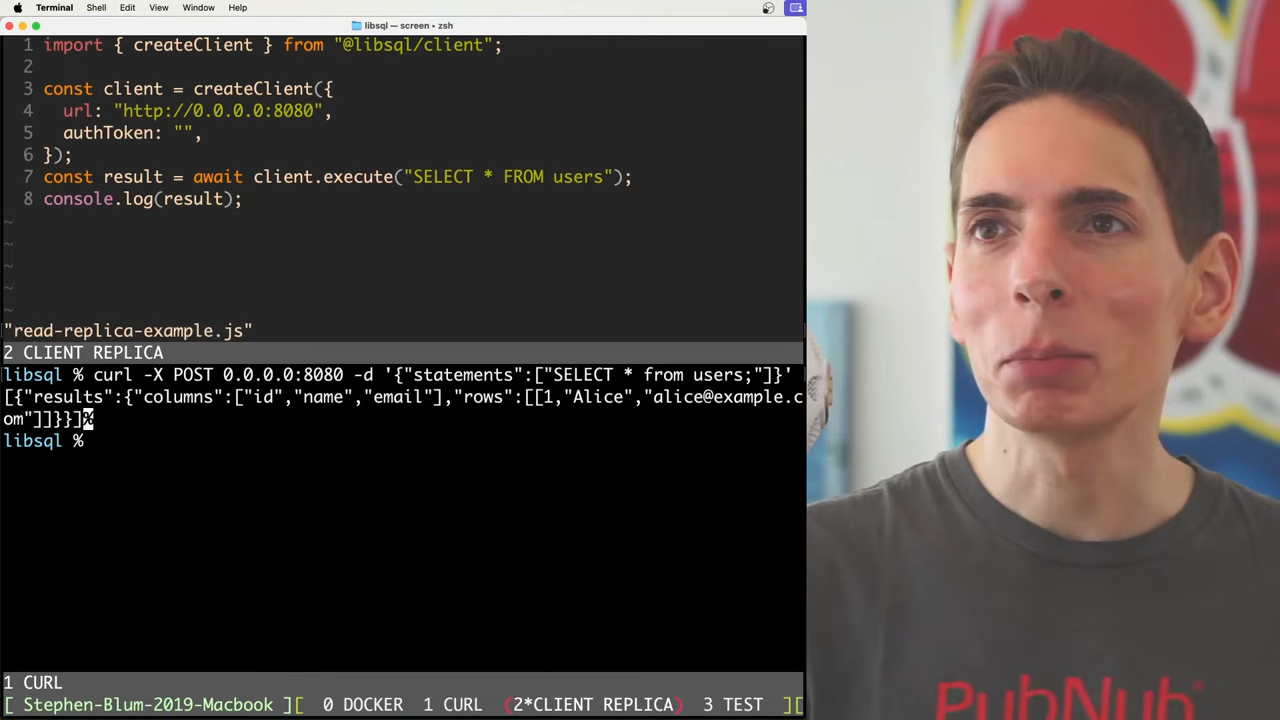 Terminal Shell Edit View Window Help
libsql — screen • zsh
1 import { createClient } from "@libsql/client";
2
3 const client = createClient({
4 url: "http://0.0.0.0:8080",
5 authToken: "",
6 });
7 const result = await client.execute("SELECT * FROM users");
8 console.log(result);
~
~
~
~
~
"read-replica-example.js"
2 CLIENT REPLICA
libsql % curl -X POST 0.0.0.0:8080 -d '{"statements":["SELECT * from users;"]}'
[{"results":{"columns":["id","name","email"],"rows":[[1,"Alice","alice@example.c
om"]]}}]%
libsql %
1 CURL
[ Stephen-Blum-2019-Macbook ][ 0 DOCKER 1 CURL (2*CLIENT REPLICA) 3 TEST ][
PubNub